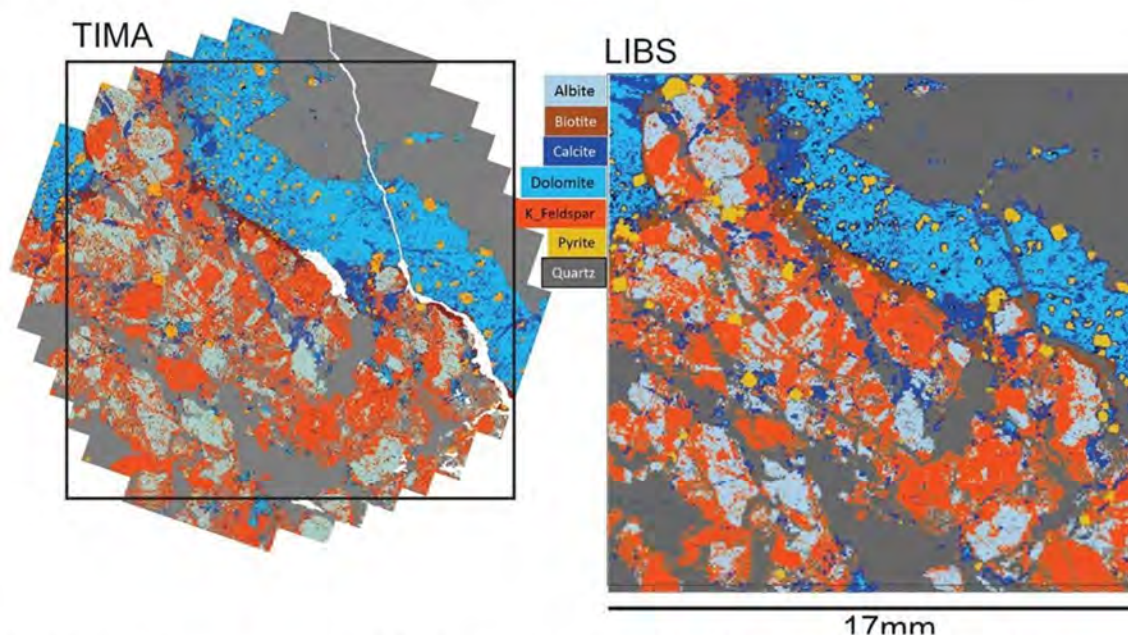 TIMA
LIBS
Albite
Biotite
Calcite
Dolomite
K_Feldspar
Pyrite
Quartz
17mm